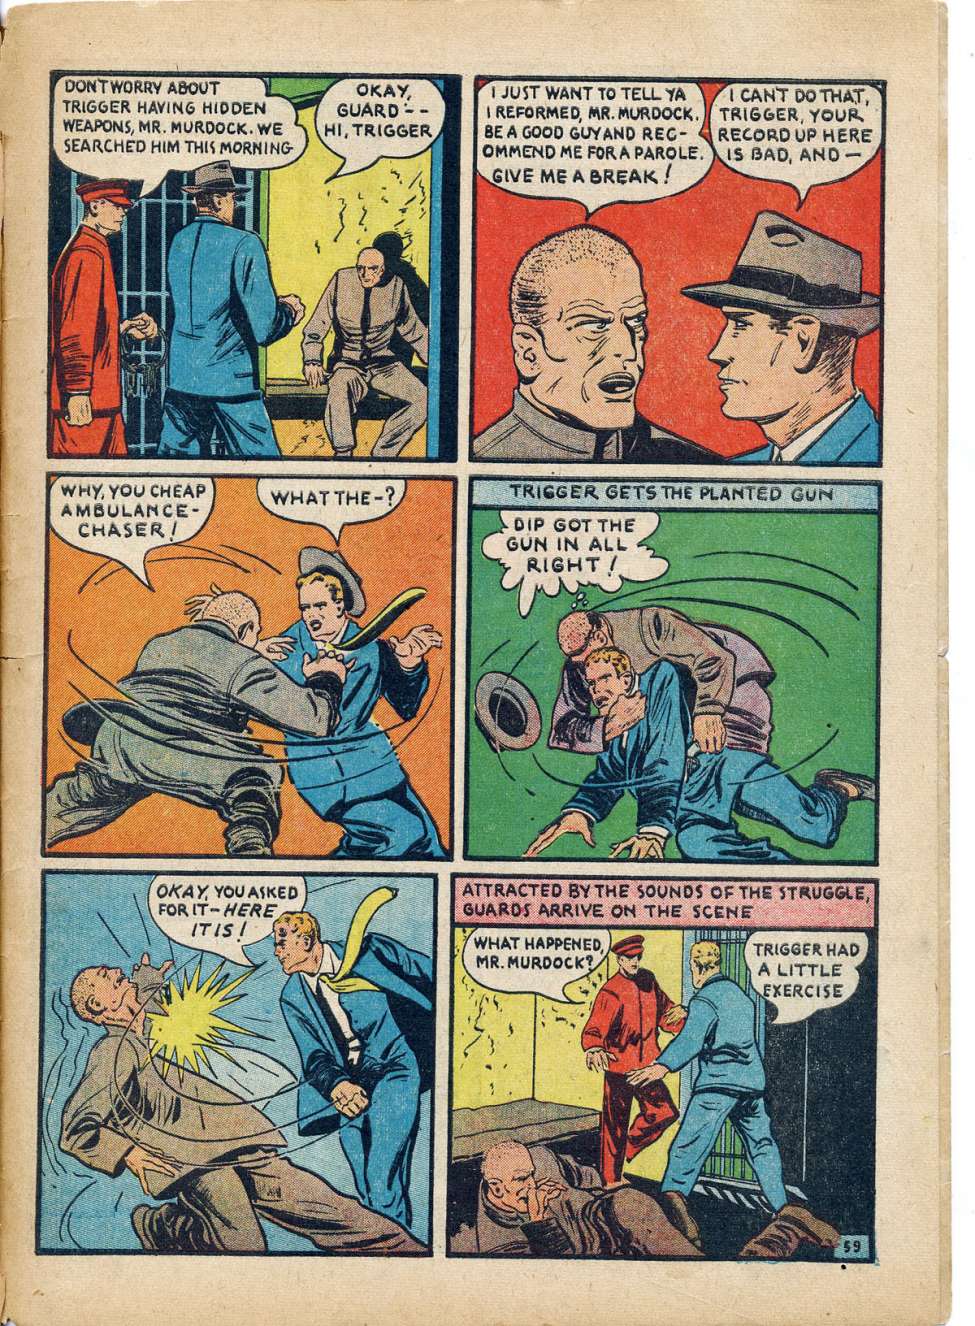 DON'T WORRY ABOUT
TRIGGER HAVING HIDDEN
WEAPONS, MR. MURDOCK. WE
SEARCHED HIM THIS MORNING
OKAY,
GUARD---
HI, TRIGGER
I JUST WANT TO TELL YA
I REFORMED, MR. MURDOCK.
BE A GOOD GUY AND REC-
OMMEND ME FOR A PAROLE.
GIVE ME A BREAK!
I CAN'T DO THAT,
TRIGGER, YOUR
RECORD UP HERE
IS BAD, AND —
WHY, YOU CHEAP
AMBULANCE-
CHASER!
WHAT THE-?
TRIGGER GETS THE PLANTED GUN
DIP GOT THE
GUN IN ALL
RIGHT!
OKAY, YOU ASKED
FOR IT-HERE
IT IS!
ATTRACTED BY THE SOUNDS OF THE STRUGGLE,
GUARDS ARRIVE ON THE SCENE
WHAT HAPPENED,
MR. MURDOCK?
TRIGGER HAD
A LITTLE
EXERCISE
59